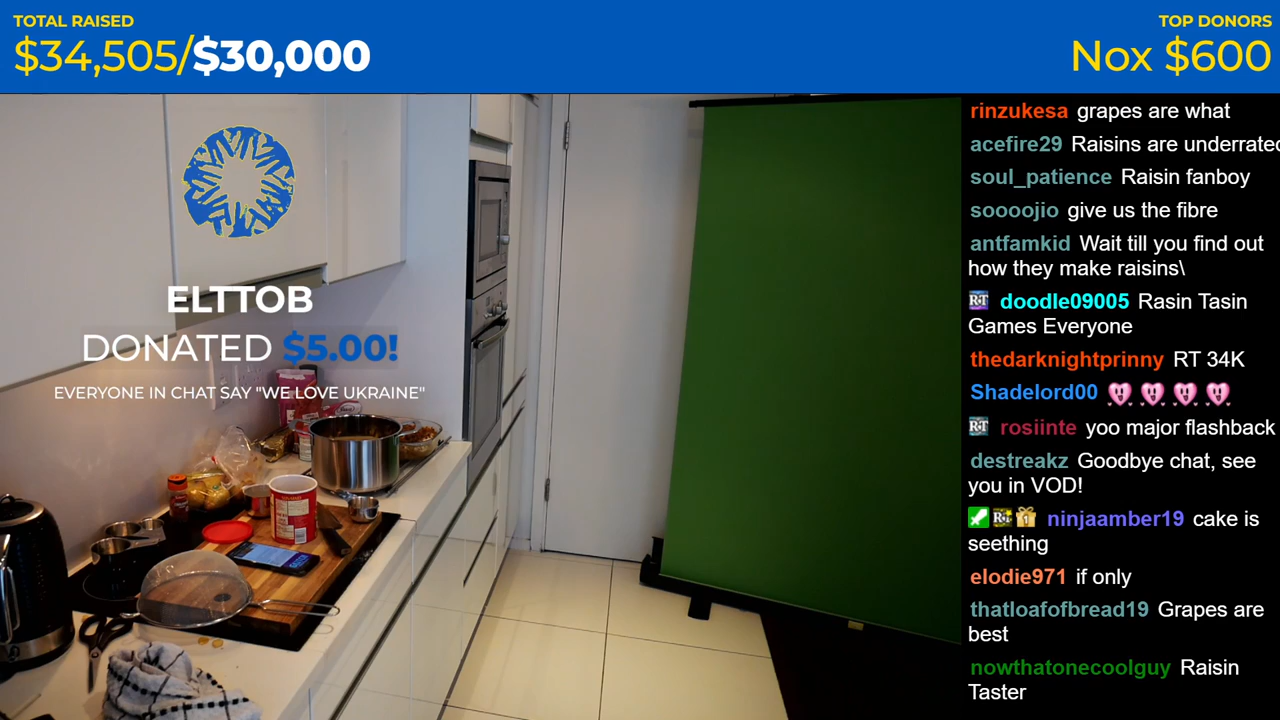 TOTAL RAISED
$34,505/$30,000
TOP DONORS
Nox $600
ELTTOB
DONATED $5.00!
EVERYONE IN CHAT SAY "WE LOVE UKRAINE"
rinzukesa grapes are what
acefire29 Raisins are underrated
soul_patience Raisin fanboy
soooojio give us the fibre
antfamkid Wait till you find out
how they make raisins\
RT doodle09005 Rasin Tasin
Games Everyone
thedarknightprinny RT 34K
Shadelord00
RT rosiinte yoo major flashback
destreakz Goodbye chat, see
you in VOD!
ninjaamber19 cake is
seething
elodie971 if only
thatloafofbread19 Grapes are
best
nowthatonecoolguy Raisin
Taster